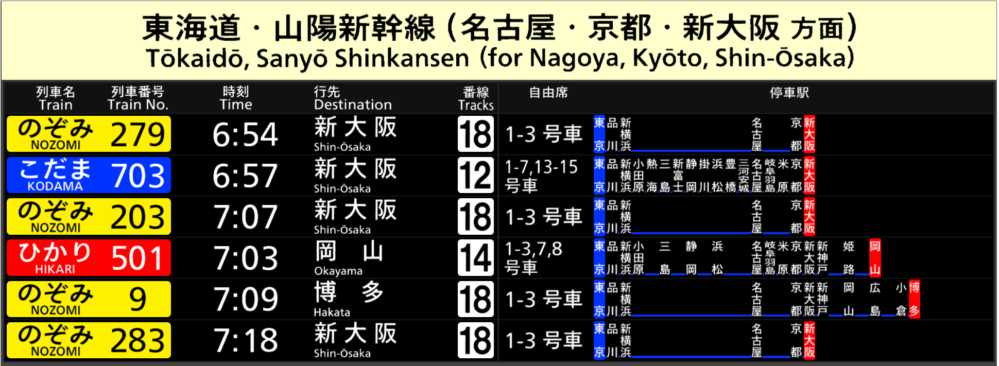 東海道・山陽新幹線（名古屋・京都・新大阪 方面）
Tōkaidō, Sanyō Shinkansen (for Nagoya, Kyōto, Shin-Ōsaka)
列車名 列車番号 時刻 行先 番線 自由席 停車駅
Train Train No. Time Destination Tracks
のぞみ 279 6:54 新大阪 18 1-3 号車 東京 品川 新横浜 名古屋 京都 新大阪
NOZOMI Shin-Ōsaka
こだま 703 6:57 新大阪 12 1-7,13-15 号車 東京 品川 新横浜 小田原 熱海 三島 新富士 静岡 掛川 浜松 豊橋 三河安城 名古屋 岐阜羽島 米原 京都 新大阪
KODAMA Shin-Ōsaka
のぞみ 203 7:07 新大阪 18 1-3 号車 東京 品川 新横浜 名古屋 京都 新大阪
NOZOMI Shin-Ōsaka
ひかり 501 7:03 岡山 14 1-3,7,8 号車 東京 品川 新横浜 小田原 三島 静岡 浜松 名古屋 岐阜羽島 米原 京都 新大阪 新神戸 姫路 岡山
HIKARI Okayama
のぞみ 9 7:09 博多 18 1-3 号車 東京 品川 新横浜 名古屋 京都 新大阪 新神戸 岡山 広島 小倉 博多
NOZOMI Hakata
のぞみ 283 7:18 新大阪 18 1-3 号車 東京 品川 新横浜 名古屋 京都 新大阪
NOZOMI Shin-Ōsaka